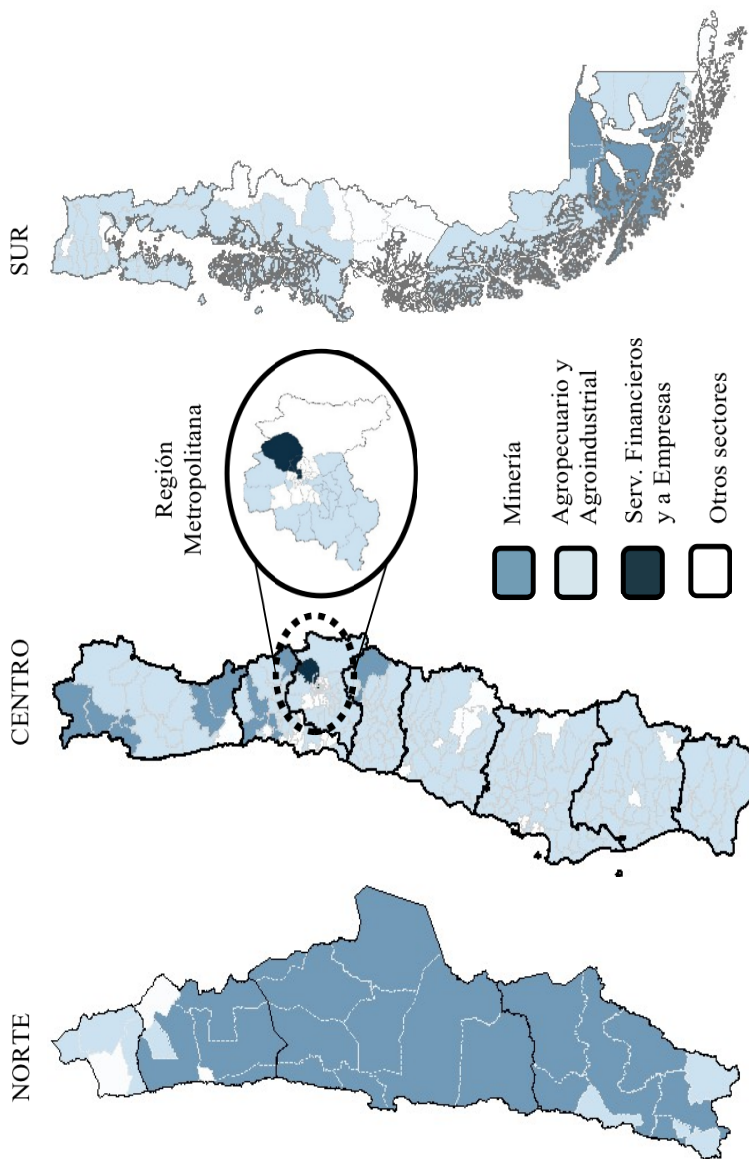 NORTE
CENTRO
SUR
Región
Metropolitana
Minería
Agropecuario y
Agroindustrial
Serv. Financieros
y a Empresas
Otros sectores